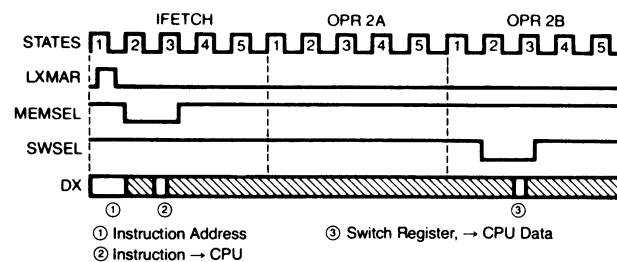 IFETCH OPR 2A OPR 2B
STATES 1 2 3 4 5 1 2 3 4 5 1 2 3 4 5
LXMAR
MEMSEL
SWSEL
DX
① ② ③
① Instruction Address ③ Switch Register, → CPU Data
② Instruction → CPU